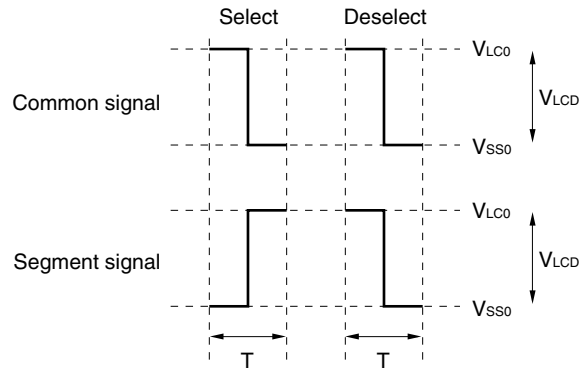 Select Deselect
VLC0
Common signal
VLCD
VSS0
VLC0
Segment signal
VLCD
VSS0
T T